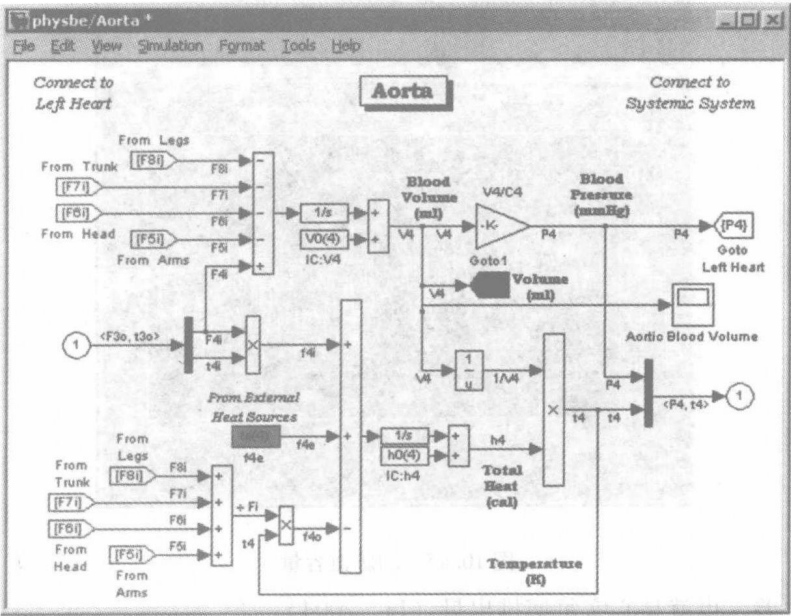 physbe/Aorta *
File Edit View Simulation Format Tools Help
Connect to
Left Heart
Aorta
Connect to
Systemic System
From Legs
[F8i]
F8i
From Trunk
[F7i]
F7i
[F6i]
F6i
From Head
[F5i]
F5i
From Arms
F4i
1/s
V0(4)
IC:V4
Blood
Volume
(ml)
V4
V4
V4/C4
-K-
P4
Blood
Pressure
(mmHg)
P4
{P4}
Goto
Left Heart
Goto1
V4
Volume
(ml)
Aortio Blood Volume
1
<F3o, t3o>
F4i
t4i
×
f4i
V4
1
u
1/V4
P4
×
t4
t4
<P4, t4>
1
From External
Heat Sources
f4e
f4e
1/s
h0(4)
IC:h4
h4
Total
Heat
(cal)
From
Legs
[F8i]
F8i
From
Trunk
[F7i]
F7i
[F6i]
F6i
From
Head
[F5i]
F5i
From
Arms
Fi
t4
×
f4o
Temperature
(K)